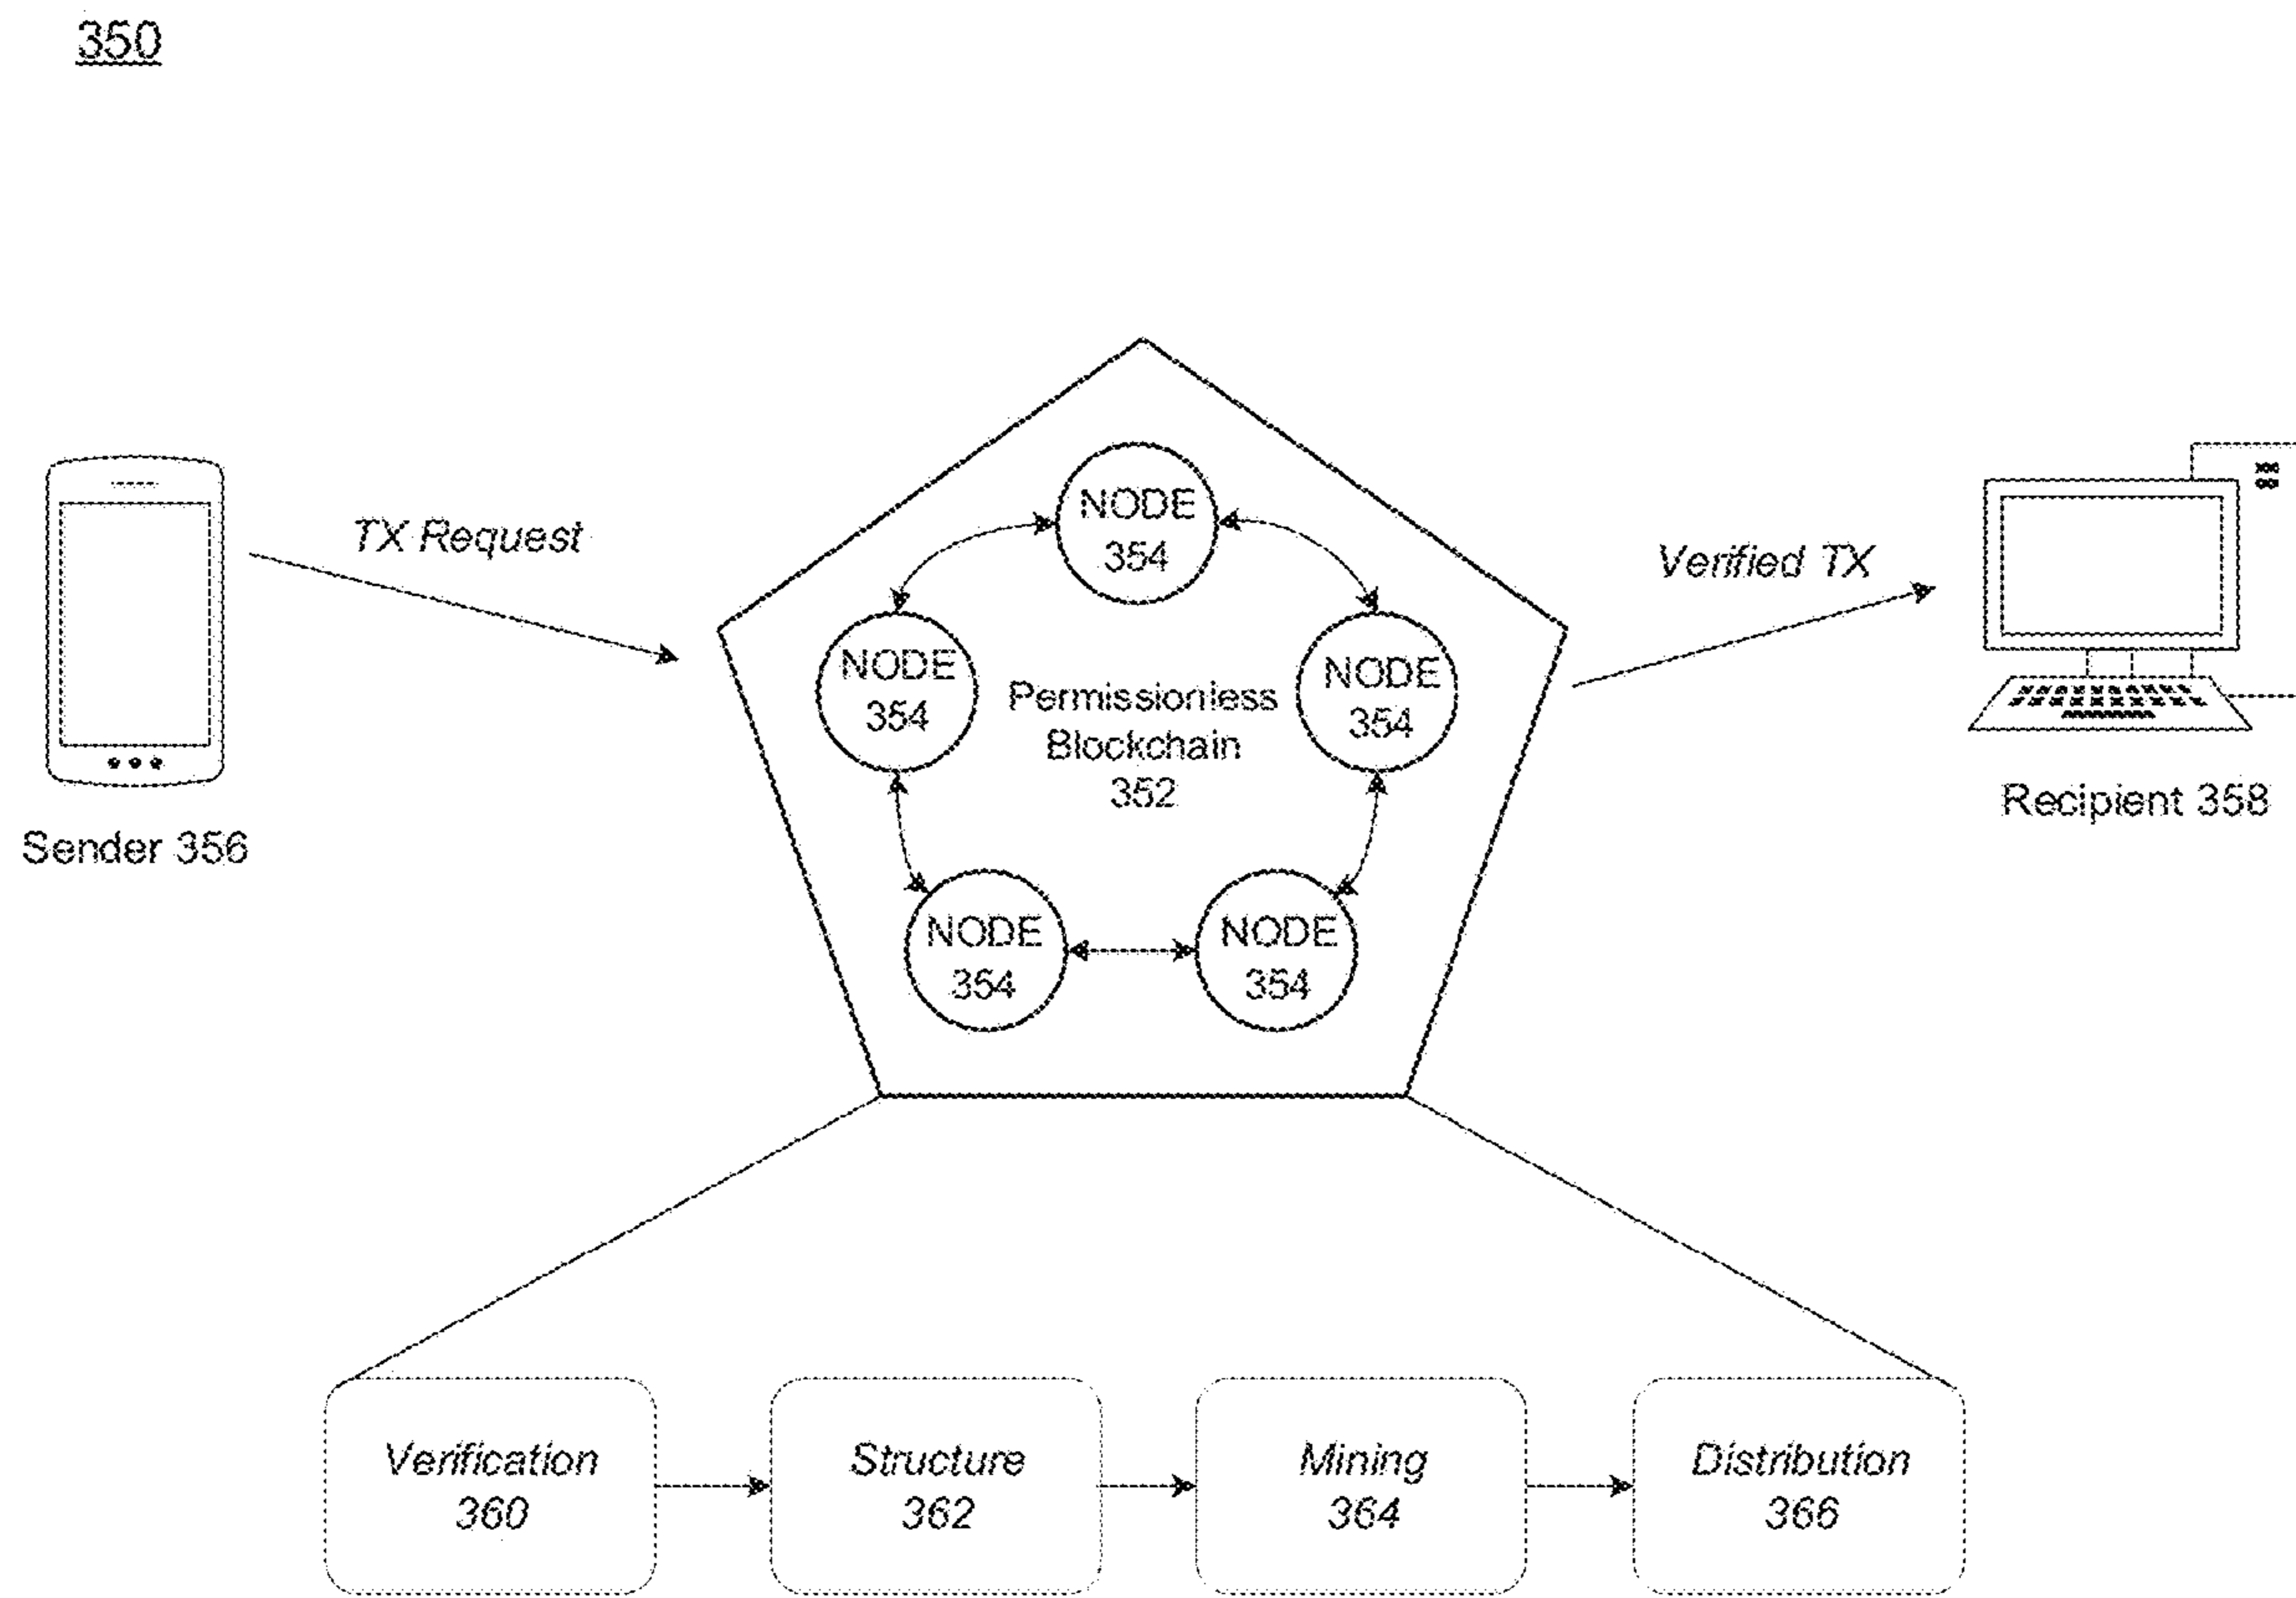 350
NODE
354
TX Request
Verified TX
NODE
354
Permissionless
Blockchain
352
NODE
354
Recipient 358
Sender 356
NODE
354
NODE
354
Verification
360
Structure
362
Mining
364
Distribution
366